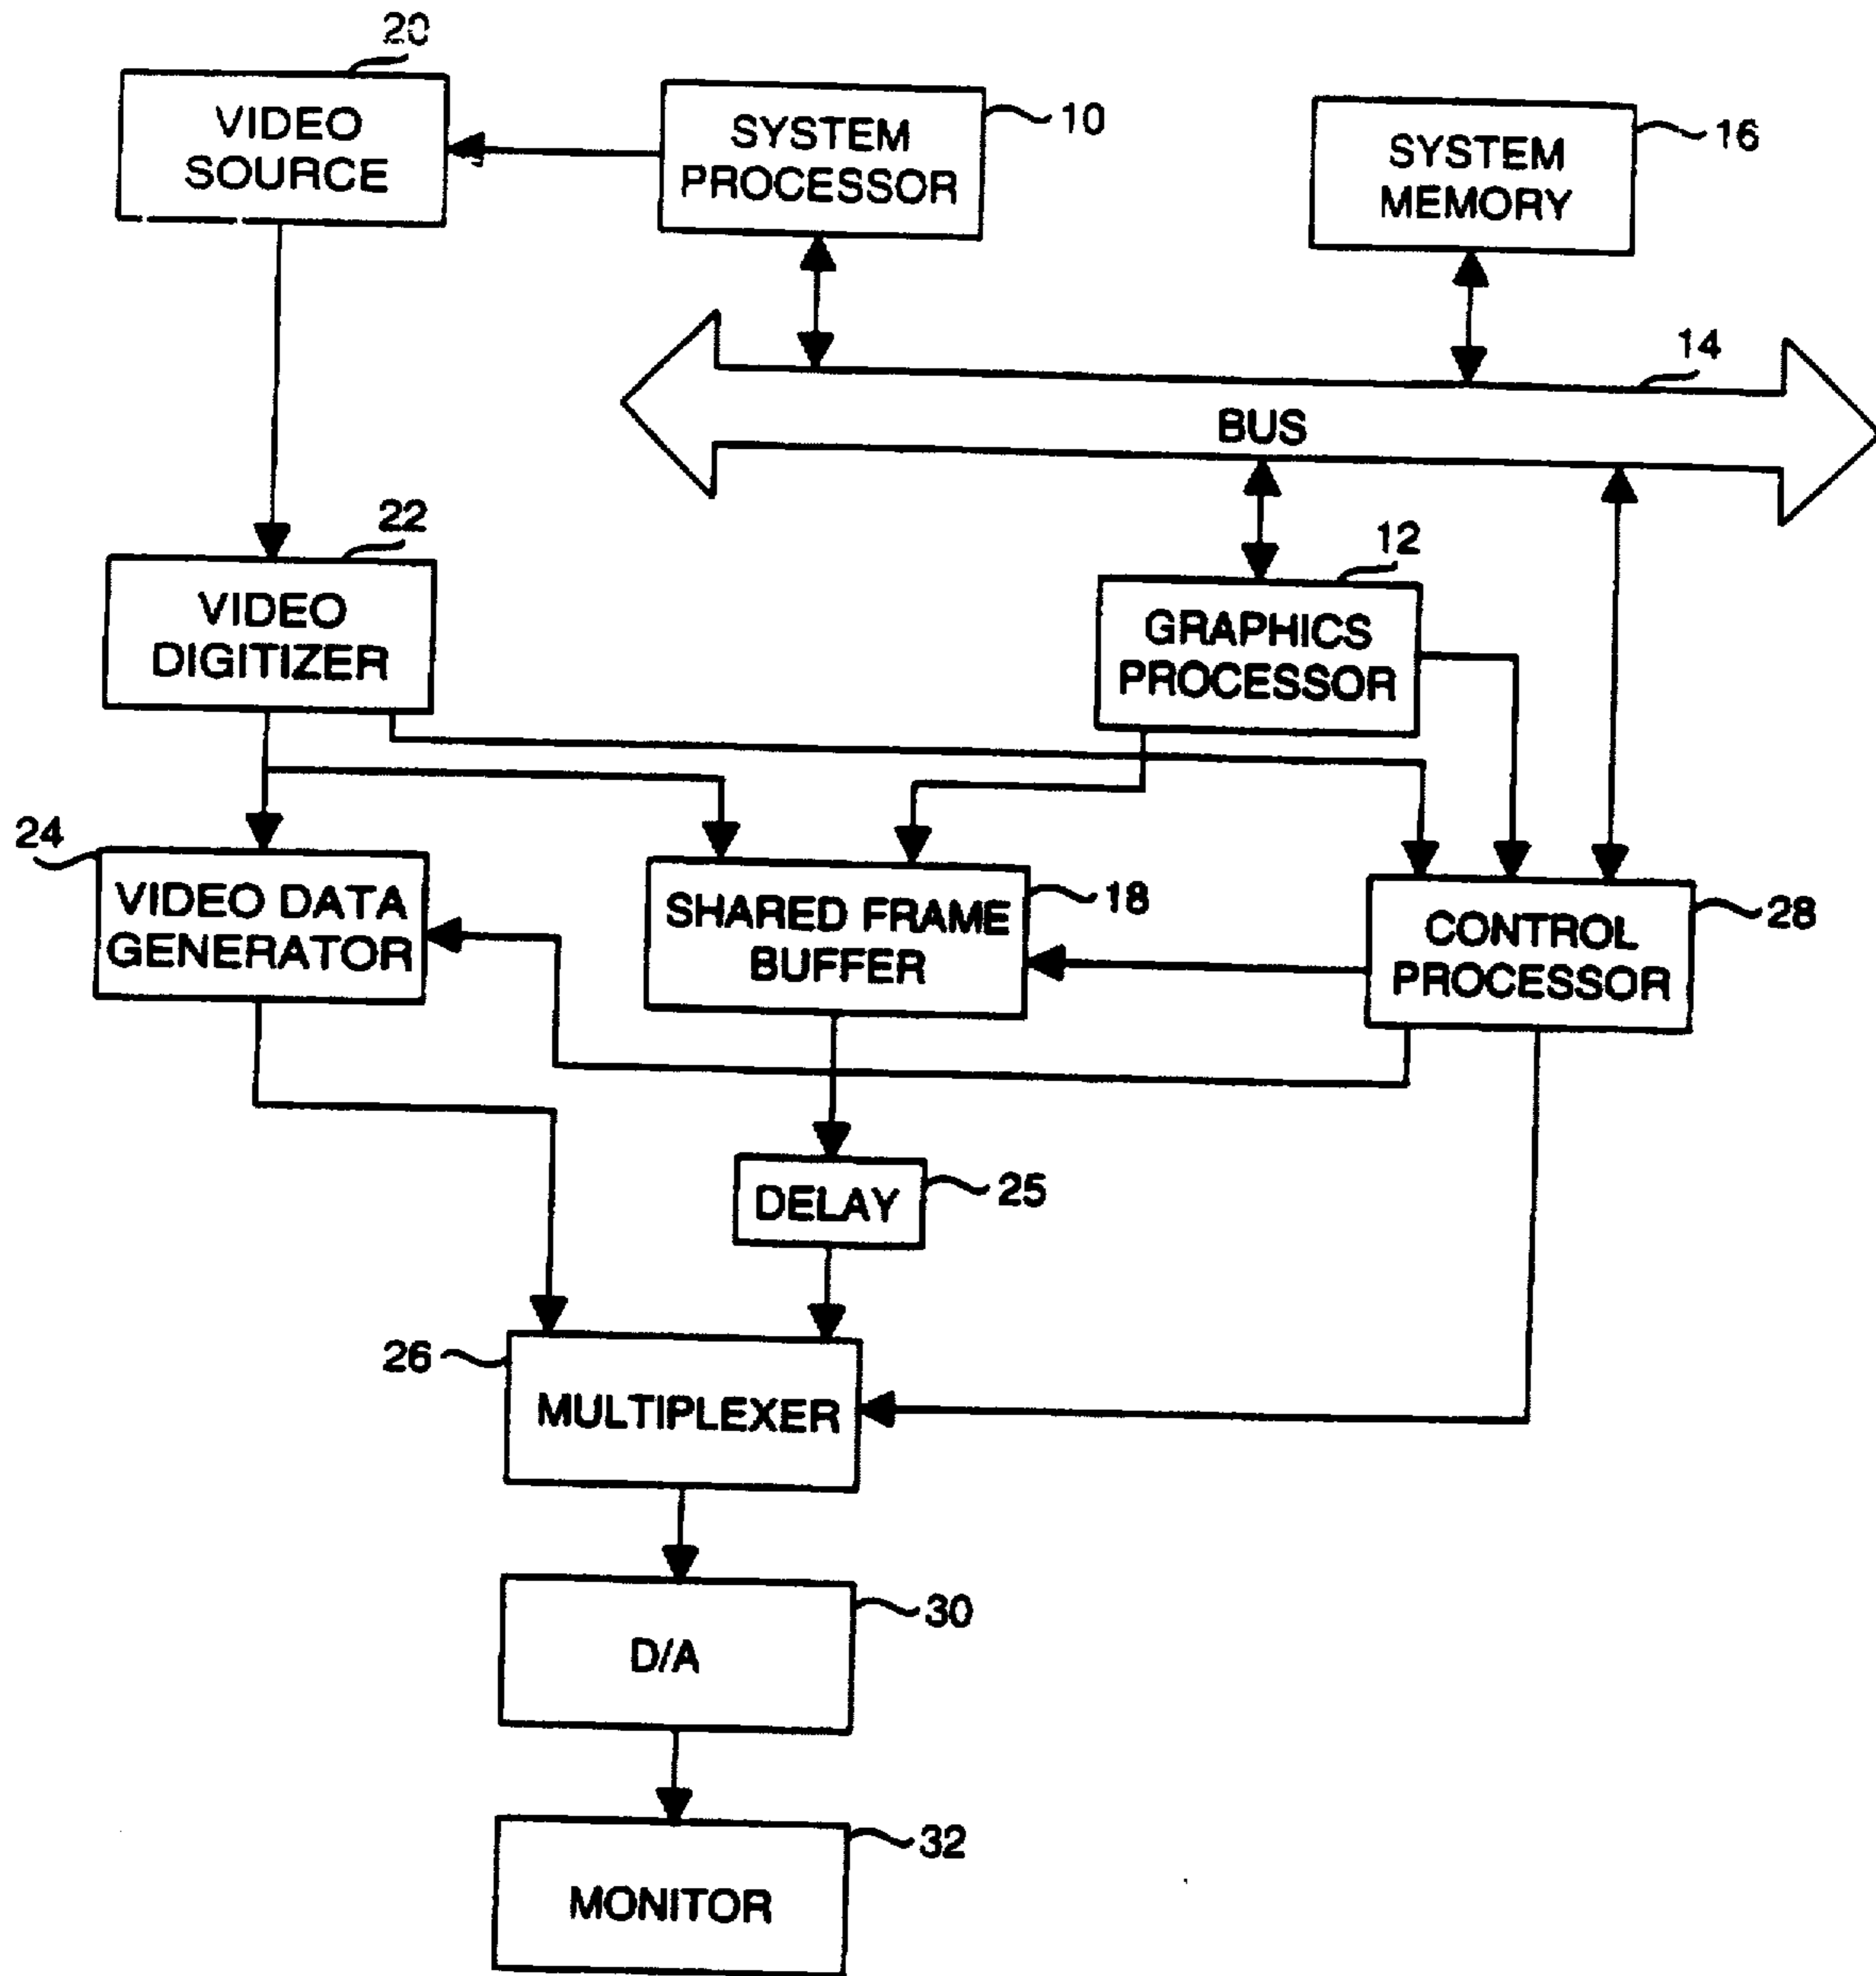 20
VIDEO
SOURCE
SYSTEM
PROCESSOR
10
SYSTEM
MEMORY
16
14
BUS
22
VIDEO
DIGITIZER
12
GRAPHICS
PROCESSOR
24
VIDEO DATA
GENERATOR
SHARED FRAME
BUFFER
18
CONTROL
PROCESSOR
28
DELAY
25
26
MULTIPLEXER
D/A
30
MONITOR
32